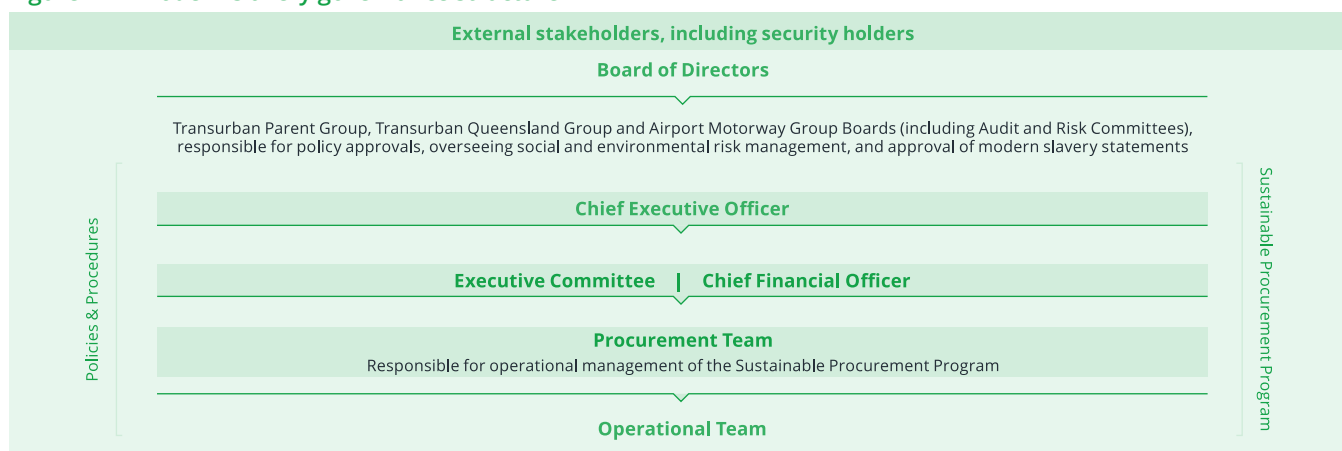 External stakeholders, including security holders
Board of Directors
Transurban Parent Group, Transurban Queensland Group and Airport Motorway Group Boards (including Audit and Risk Committees),
responsible for policy approvals, overseeing social and environmental risk management, and approval of modern slavery statements
Policies & Procedures
Chief Executive Officer
Executive Committee | Chief Financial Officer
Procurement Team
Responsible for operational management of the Sustainable Procurement Program
Operational Team
Sustainable Procurement Program